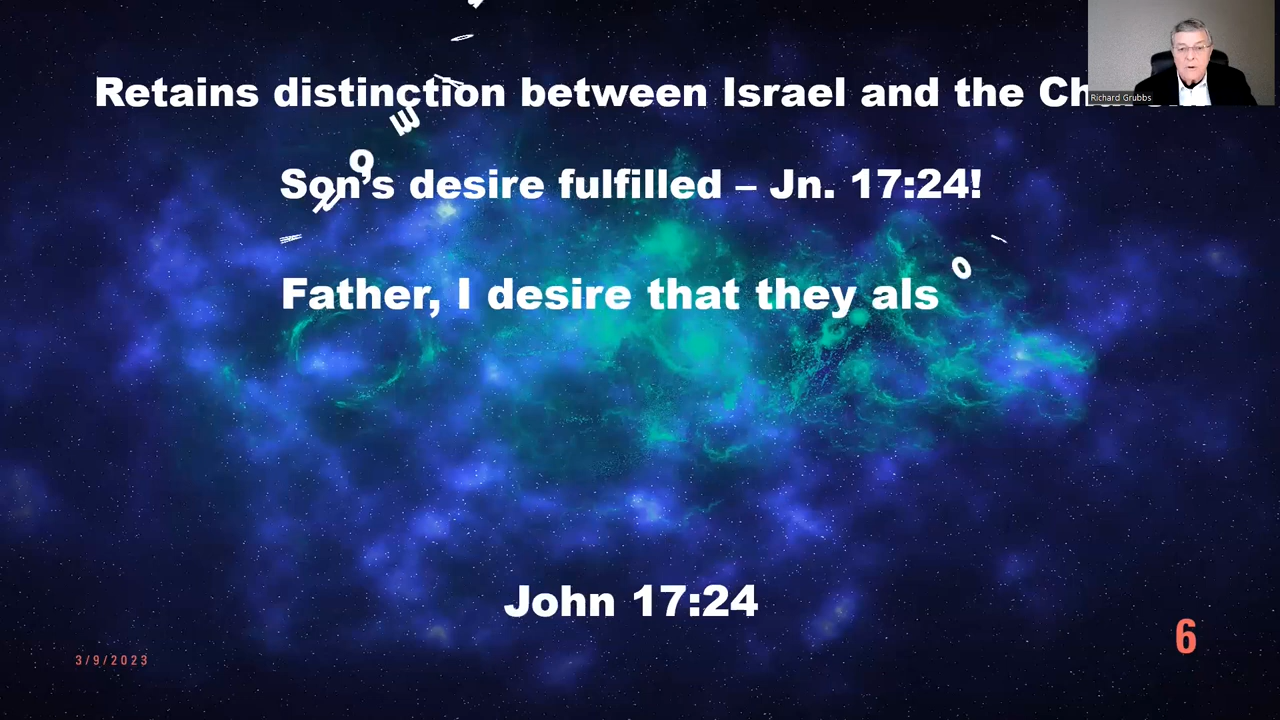 Retains distinction between Israel and the Ch
Richard Grubbs
Son's desire fulfilled – Jn. 17:24!
Father, I desire that they als o
John 17:24
6
3/9/2023